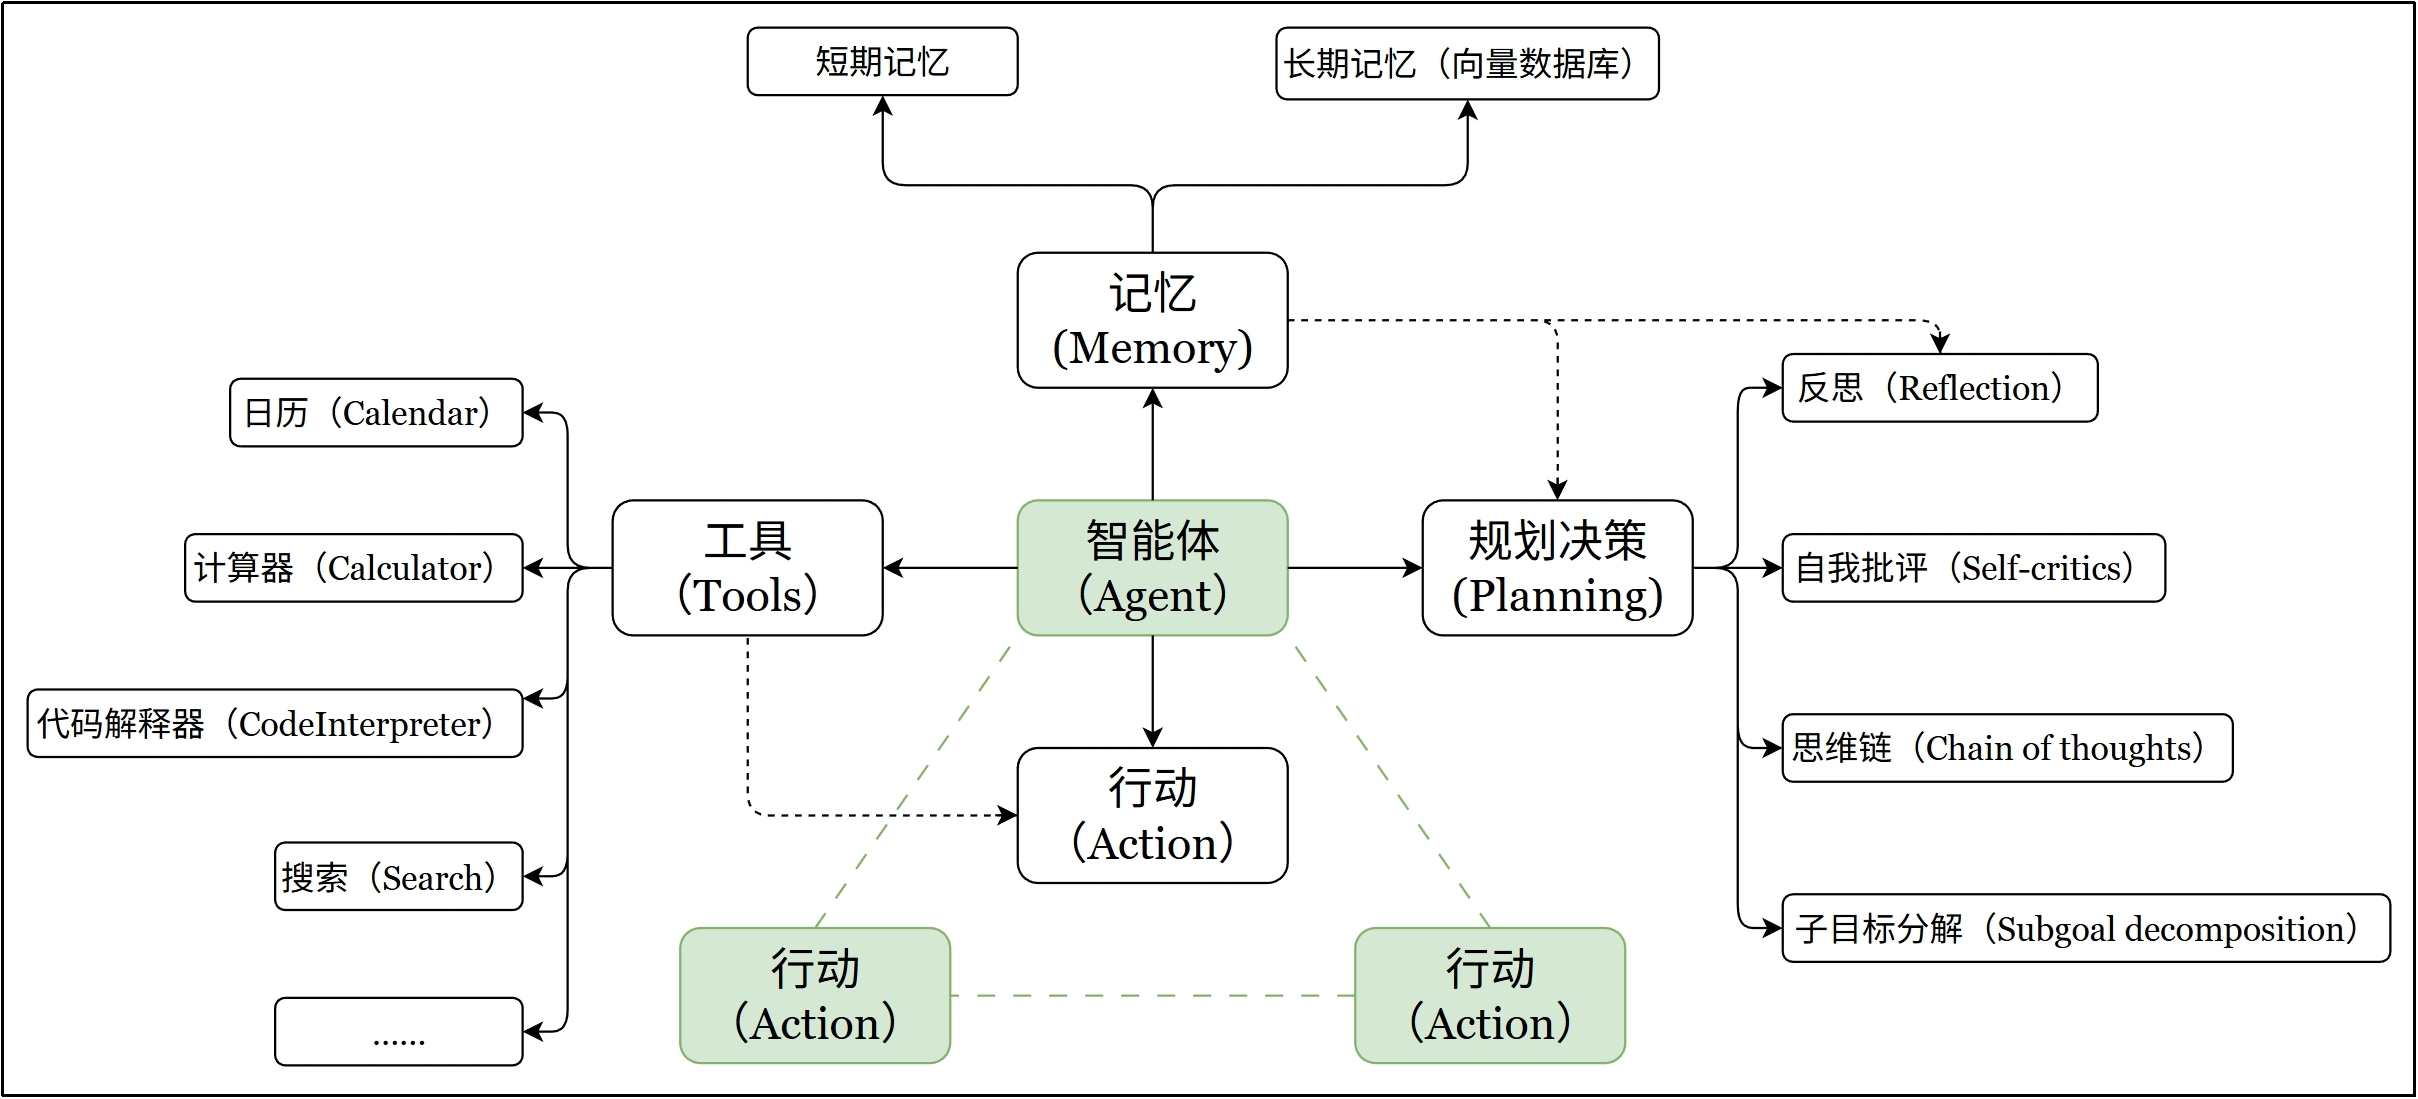 短期记忆
长期记忆（向量数据库）
记忆
(Memory)
日历（Calendar）
反思（Reflection）
工具
（Tools）
智能体
（Agent）
规划决策
(Planning)
计算器（Calculator）
自我批评（Self-critics）
代码解释器（CodeInterpreter）
思维链（Chain of thoughts）
行动
（Action）
搜索（Search）
子目标分解（Subgoal decomposition）
行动
（Action）
行动
（Action）
......